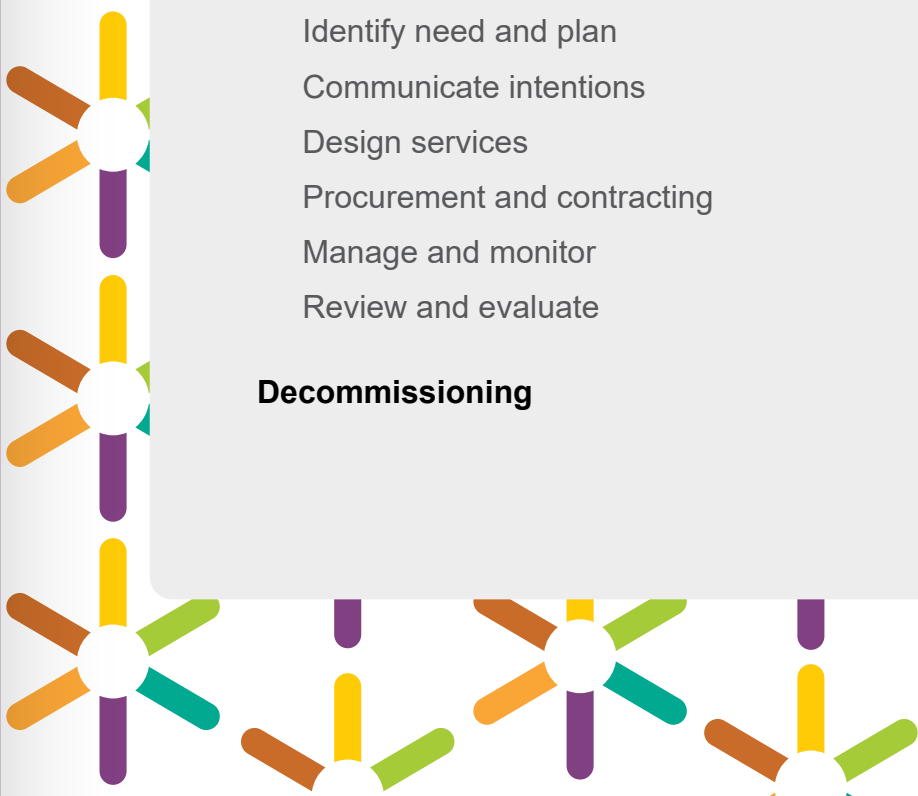 Identify need and plan
Communicate intentions
Design services
Procurement and contracting
Manage and monitor
Review and evaluate
Decommissioning